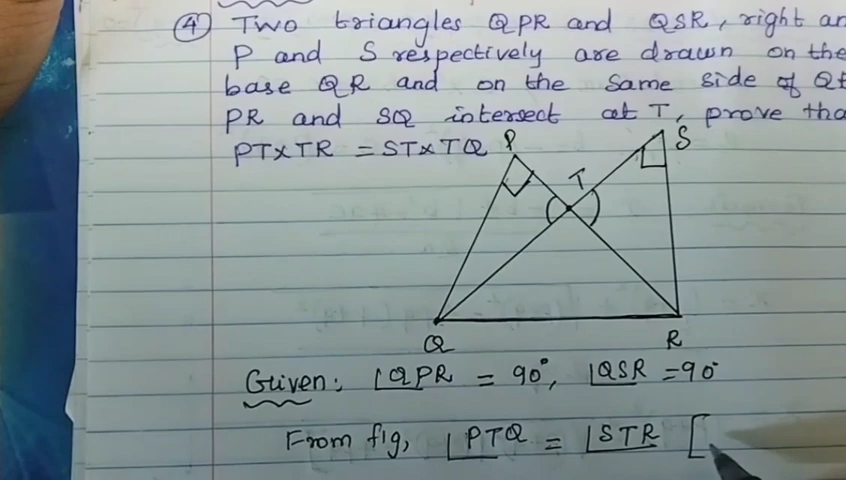 ④ Two triangles QPR and QSR, right an
P and S respectively are drawn on the
base QR and on the same side of Q
PR and SQ intersect at T, prove tha
PT×TR = ST×TQ
P
S
T
Q
R
Given: ∠QPR = 90°, ∠QSR = 90°
From fig, ∠PTQ = ∠STR [